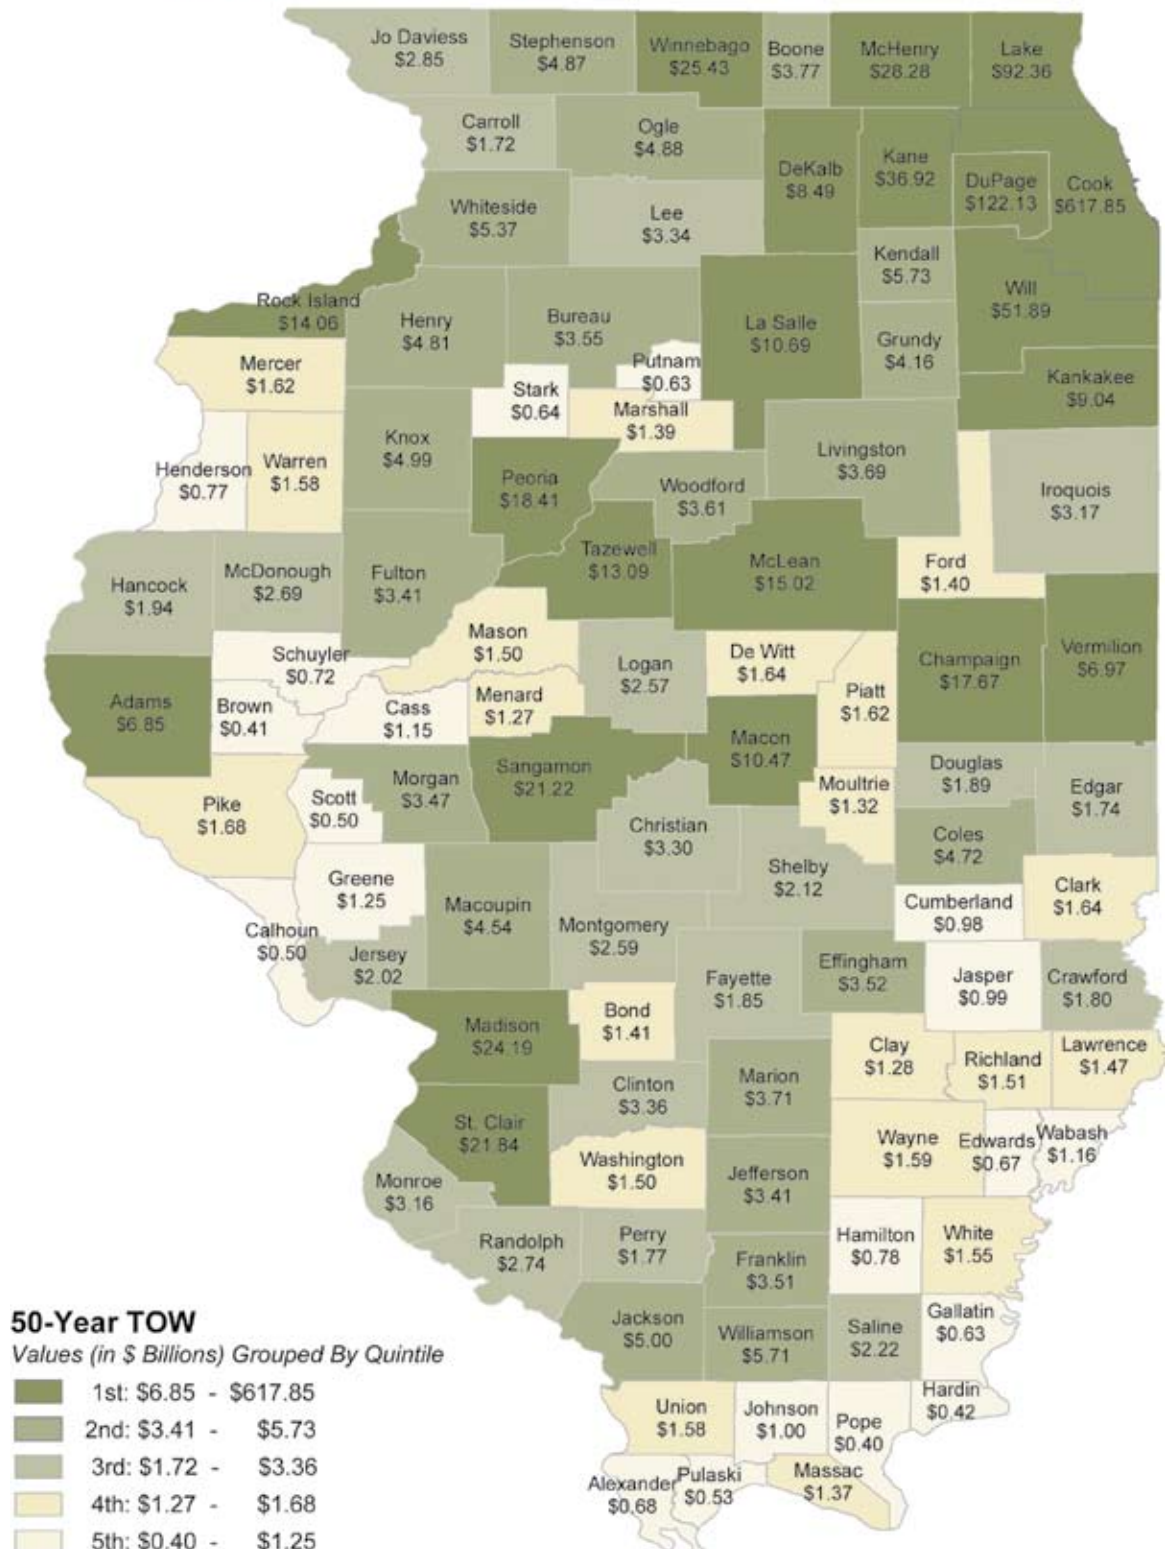 Jo Daviess
$2.85
Stephenson
$4.87
Winnebago
$25.43
Boone
$3.77
McHenry
$28.28
Lake
$92.36
Carroll
$1.72
Ogle
$4.88
DeKalb
$8.49
Kane
$36.92
DuPage
$122.13
Cook
$617.85
Whiteside
$5.37
Lee
$3.34
Kendall
$5.73
Will
$51.89
Rock Island
$14.06
Henry
$4.81
Bureau
$3.55
La Salle
$10.69
Grundy
$4.16
Mercer
$1.62
Putnam
$0.63
Kankakee
$9.04
Stark
$0.64
Marshall
$1.39
Knox
$4.99
Henderson
$0.77
Warren
$1.58
Peoria
$18.41
Woodford
$3.61
Livingston
$3.69
Iroquois
$3.17
Hancock
$1.94
McDonough
$2.69
Fulton
$3.41
Tazewell
$13.09
McLean
$15.02
Ford
$1.40
Schuyler
$0.72
Mason
$1.50
Logan
$2.57
De Witt
$1.64
Champaign
$17.67
Vermilion
$6.97
Adams
$6.85
Brown
$0.41
Cass
$1.15
Menard
$1.27
Piatt
$1.62
Macon
$10.47
Pike
$1.68
Scott
$0.50
Morgan
$3.47
Sangamon
$21.22
Moultrie
$1.32
Douglas
$1.89
Edgar
$1.74
Christian
$3.30
Coles
$4.72
Greene
$1.25
Shelby
$2.12
Clark
$1.64
Macoupin
$4.54
Cumberland
$0.98
Calhoun
$0.50
Jersey
$2.02
Montgomery
$2.59
Fayette
$1.85
Effingham
$3.52
Jasper
$0.99
Crawford
$1.80
Madison
$24.19
Bond
$1.41
Clay
$1.28
Richland
$1.51
Lawrence
$1.47
Clinton
$3.36
Marion
$3.71
St. Clair
$21.84
Wayne
$1.59
Edwards
$0.67
Wabash
$1.16
Washington
$1.50
Jefferson
$3.41
Monroe
$3.16
Randolph
$2.74
Perry
$1.77
Hamilton
$0.78
White
$1.55
Franklin
$3.51
Jackson
$5.00
Williamson
$5.71
Saline
$2.22
Gallatin
$0.63
Union
$1.58
Johnson
$1.00
Pope
$0.40
Hardin
$0.42
Alexander
$0.68
Pulaski
$0.53
Massac
$1.37
50-Year TOW
Values (in $ Billions) Grouped By Quintile
1st: $6.85 - $617.85
2nd: $3.41 - $5.73
3rd: $1.72 - $3.36
4th: $1.27 - $1.68
5th: $0.40 - $1.25